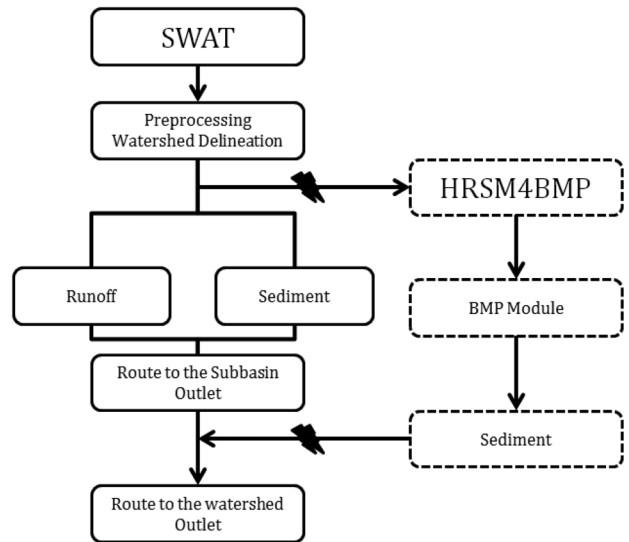 SWAT
Preprocessing
Watershed Delineation
HRSM4BMP
Runoff
Sediment
BMP Module
Route to the Subbasin
Outlet
Sediment
Route to the watershed
Outlet